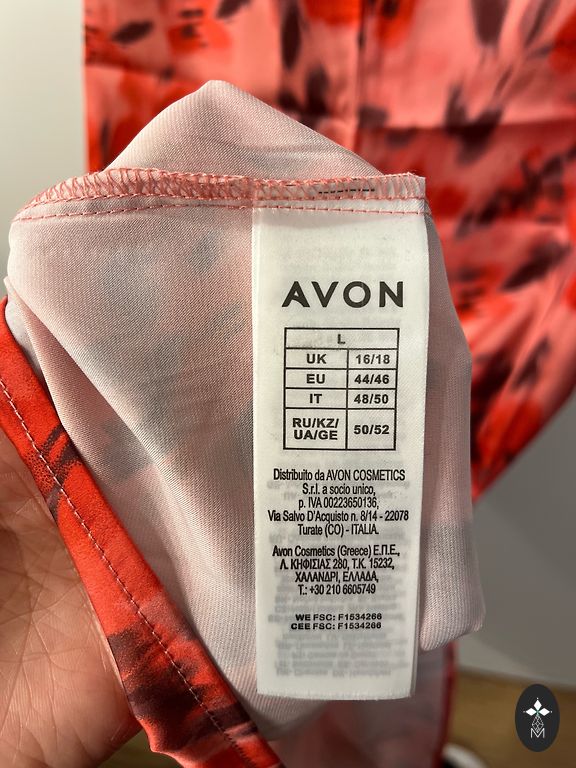 AVON
L
UK 16/18
EU 44/46
IT 48/50
RU/KZ/
UA/GE 50/52
Distribuito da AVON COSMETICS
S.r.l. a socio unico,
p. IVA 00223650136,
Via Salvo D'Acquisto n. 8/14 - 22078
Turate (CO) - ITALIA.
Avon Cosmetics (Greece) Ε.Π.Ε.,
Λ. ΚΗΦΙΣΙΑΣ 280, Τ.Κ. 15232,
ΧΑΛΑΝΔΡΙ, ΕΛΛΑΔΑ,
Τ.: +30 210 6605749
WE FSC: F1534266
CEE FSC: F1534266